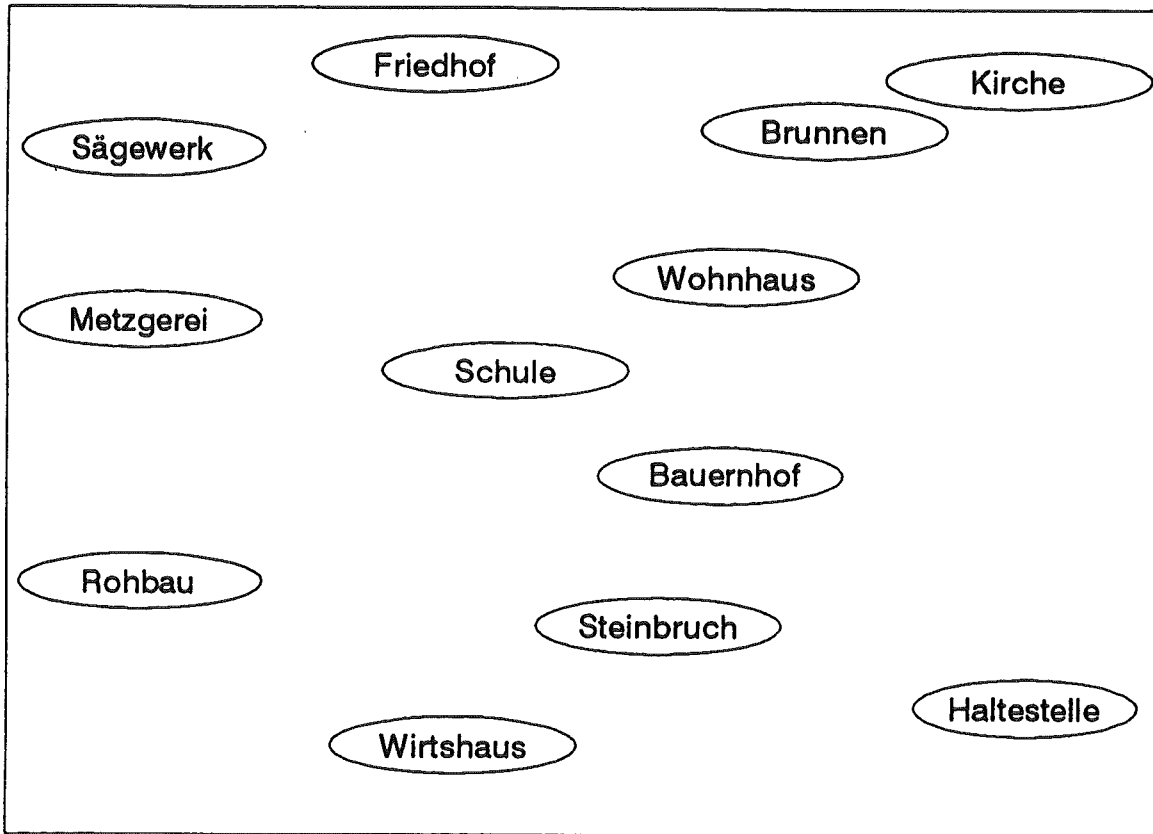 Friedhof
Kirche
Brunnen
Sägewerk
Wohnhaus
Metzgerei
Schule
Bauernhof
Rohbau
Steinbruch
Haltestelle
Wirtshaus